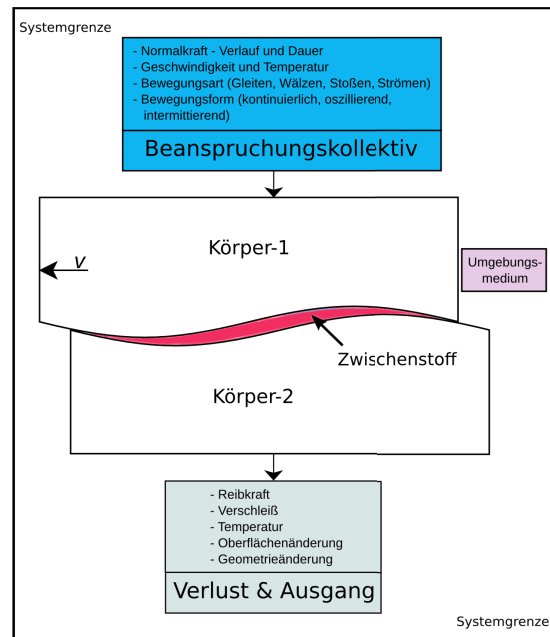 Systemgrenze
- Normalkraft - Verlauf und Dauer
- Geschwindigkeit und Temperatur
- Bewegungsart (Gleiten, Wälzen, Stoßen, Strömen)
- Bewegungsform (kontinuierlich, oszillierend,
intermittierend)
Beanspruchungskollektiv
Körper-1
v
Umgebungs-
medium
Zwischenstoff
Körper-2
- Reibkraft
- Verschleiß
- Temperatur
- Oberflächenänderung
- Geometrieänderung
Verlust & Ausgang
Systemgrenze